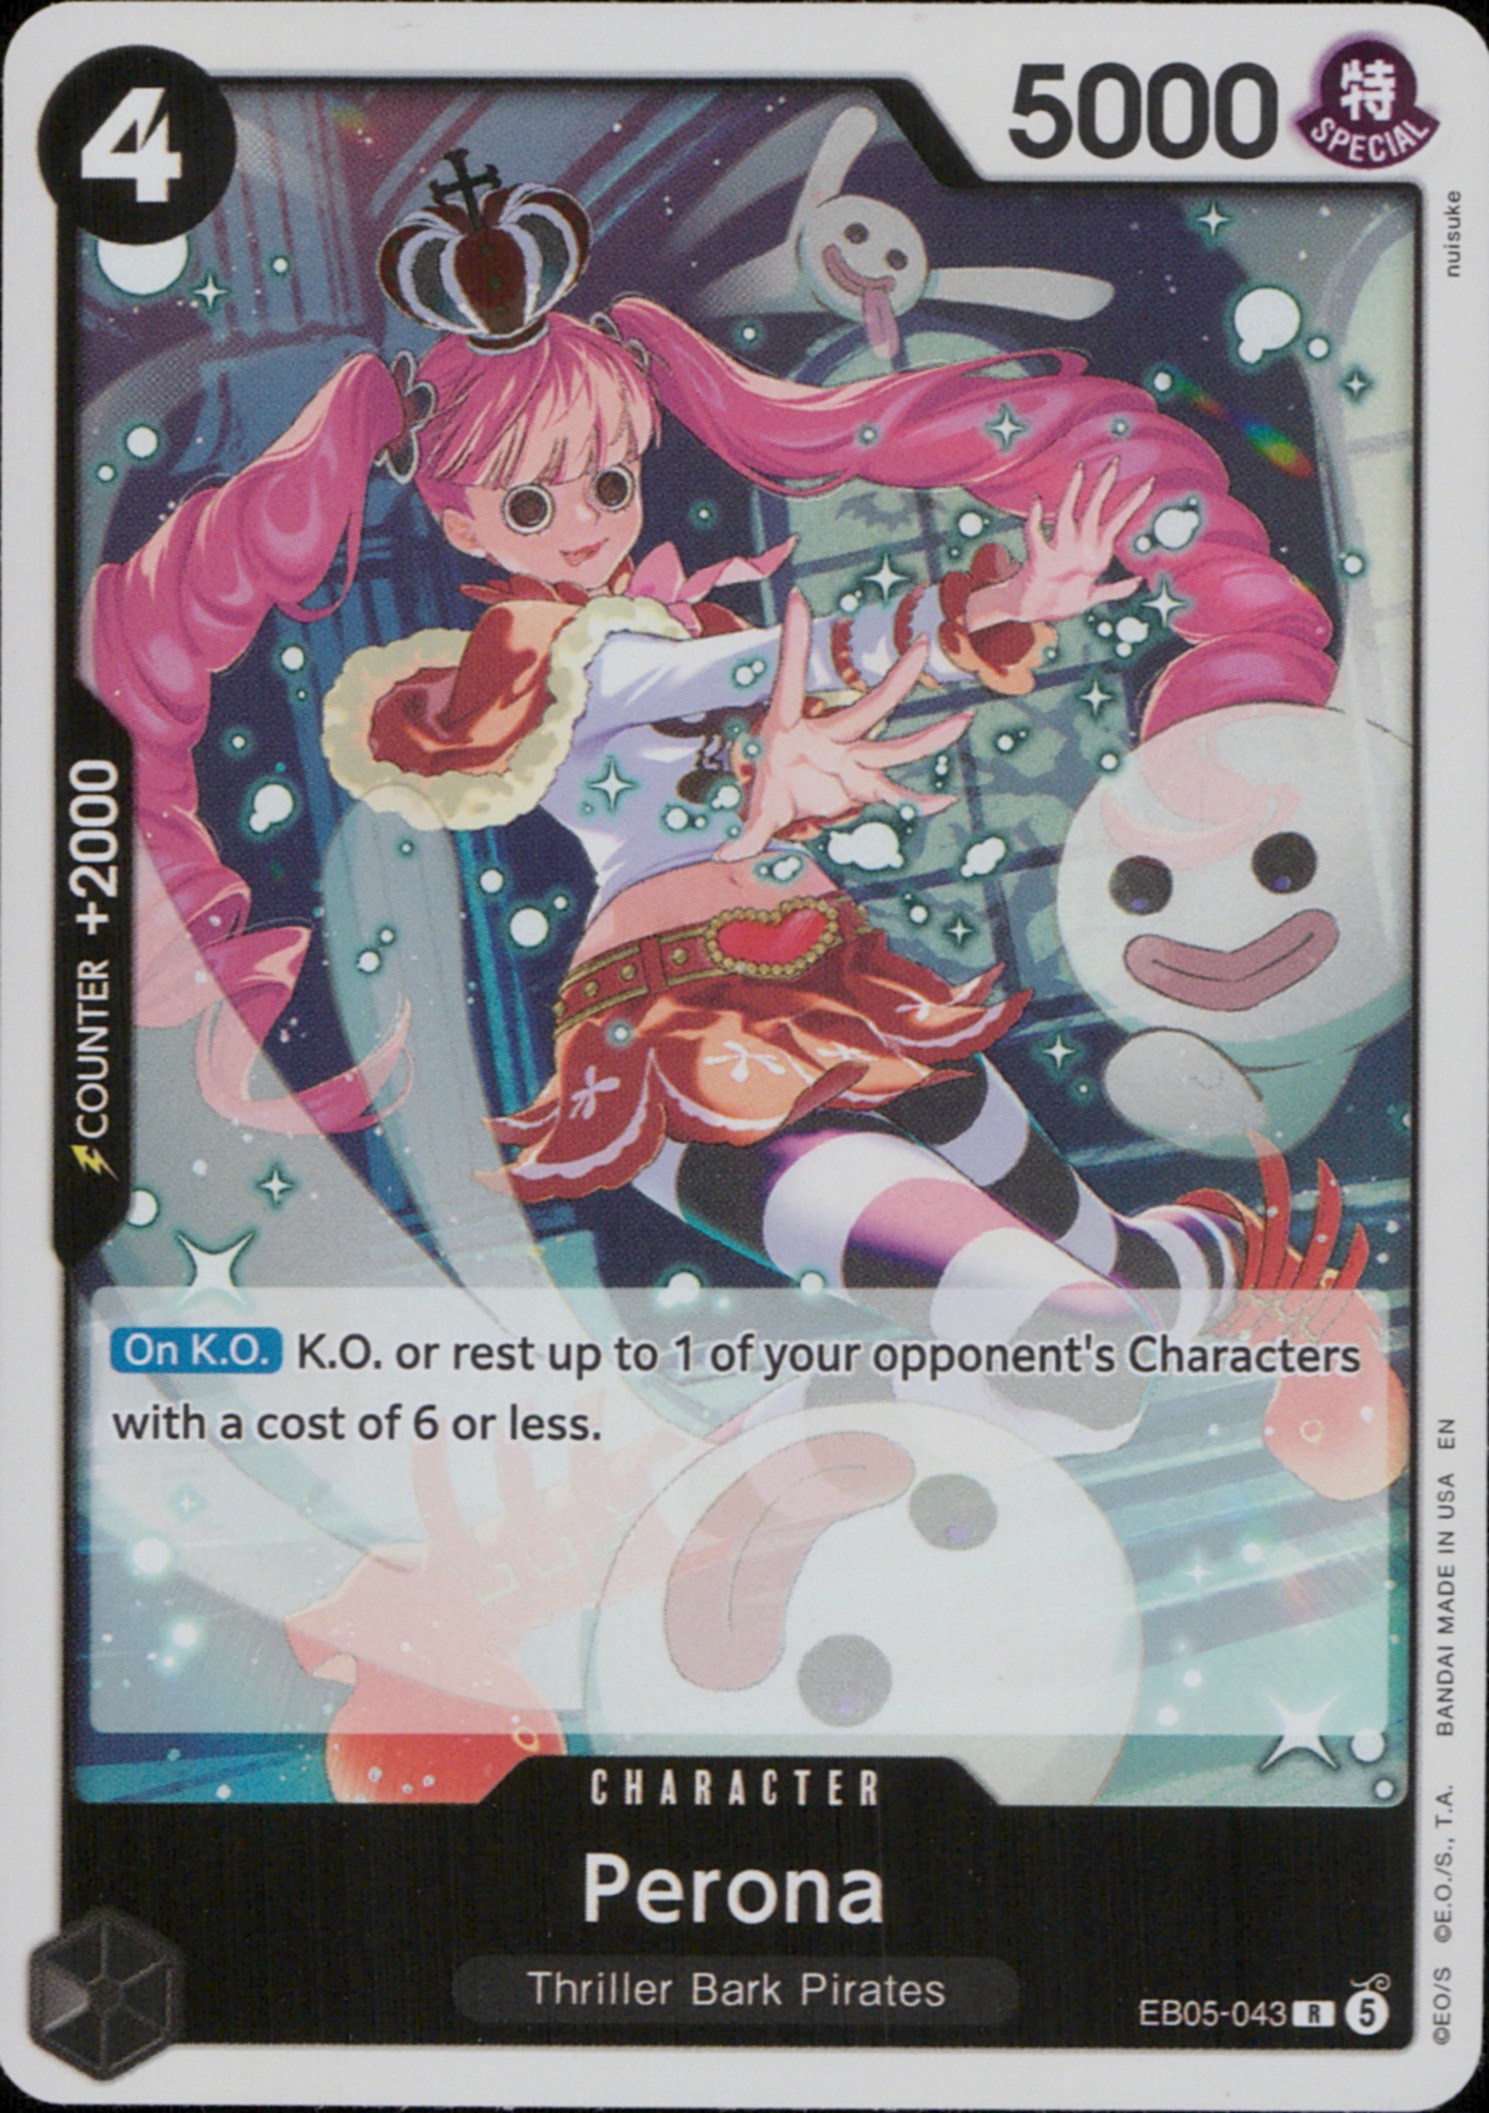 4
5000
特
SPECIAL
nuisuke
COUNTER +2000
On K.O. K.O. or rest up to 1 of your opponent's Characters
with a cost of 6 or less.
CHARACTER
Perona
Thriller Bark Pirates
EB05-043 R 5
©EO/S ©E.O./S., T.A. BANDAI MADE IN USA EN